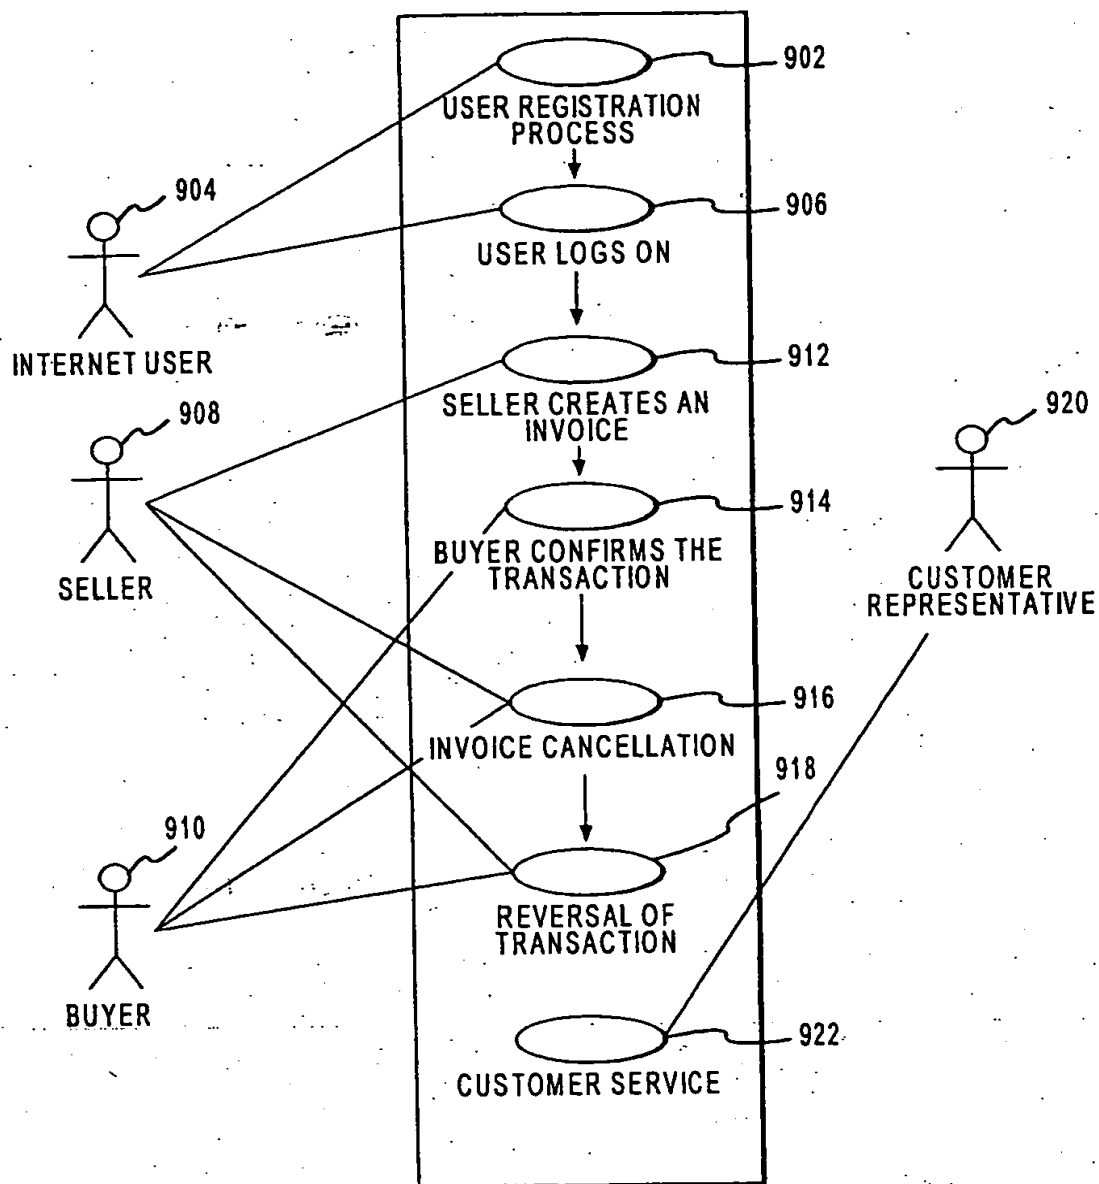 902
USER REGISTRATION
PROCESS
904
906
USER LOGS ON
INTERNET USER
912
SELLER CREATES AN
INVOICE
908
920
914
BUYER CONFIRMS THE
TRANSACTION
SELLER
CUSTOMER
REPRESENTATIVE
916
INVOICE CANCELLATION
918
910
REVERSAL OF
TRANSACTION
BUYER
922
CUSTOMER SERVICE